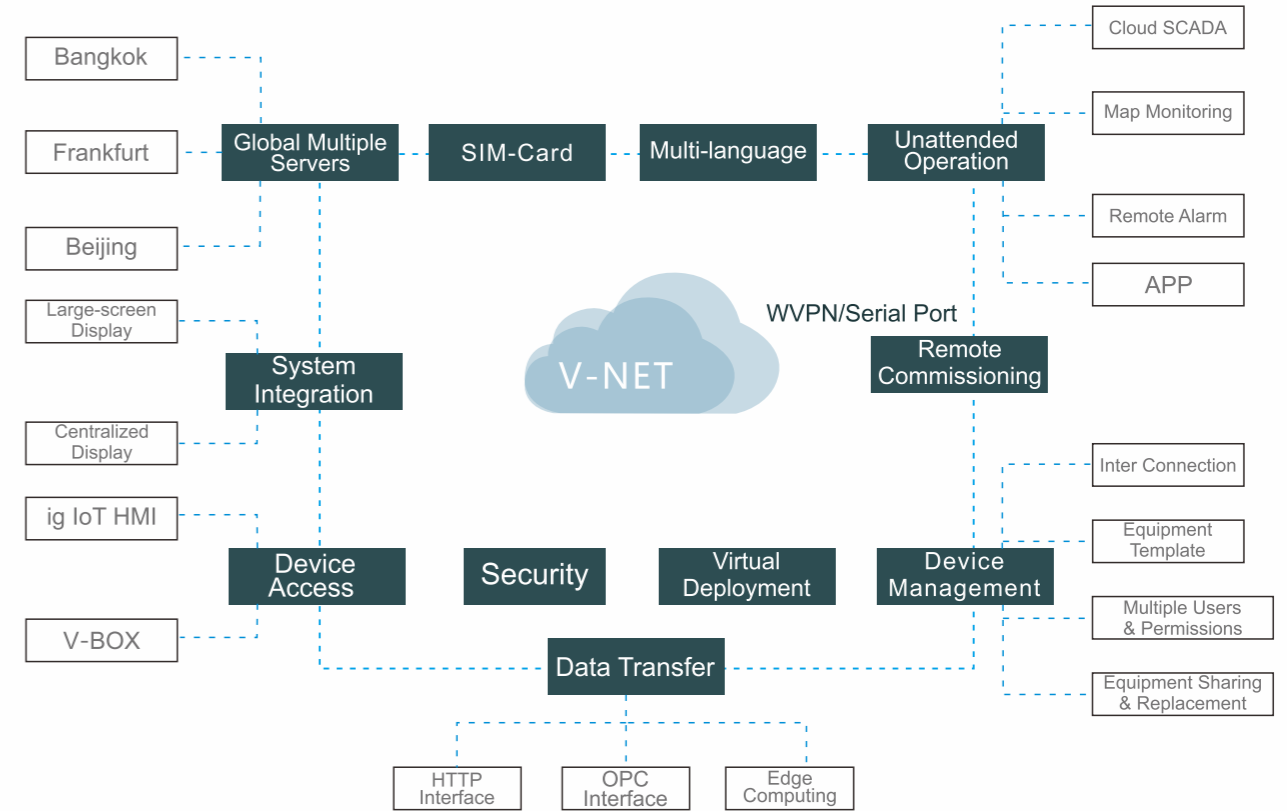 Cloud SCADA
Bangkok
Map Monitoring
Global Multiple
Servers
SIM-Card
Multi-language
Unattended
Operation
Frankfurt
Remote Alarm
Beijing
APP
Large-screen
Display
WVPN/Serial Port
System
Integration
V-NET
Remote
Commissioning
Centralized
Display
Inter Connection
ig IoT HMI
Equipment
Template
Device
Access
Security
Virtual
Deployment
Device
Management
Multiple Users
& Permissions
V-BOX
Data Transfer
Equipment Sharing
& Replacement
HTTP
Interface
OPC
Interface
Edge
Computing